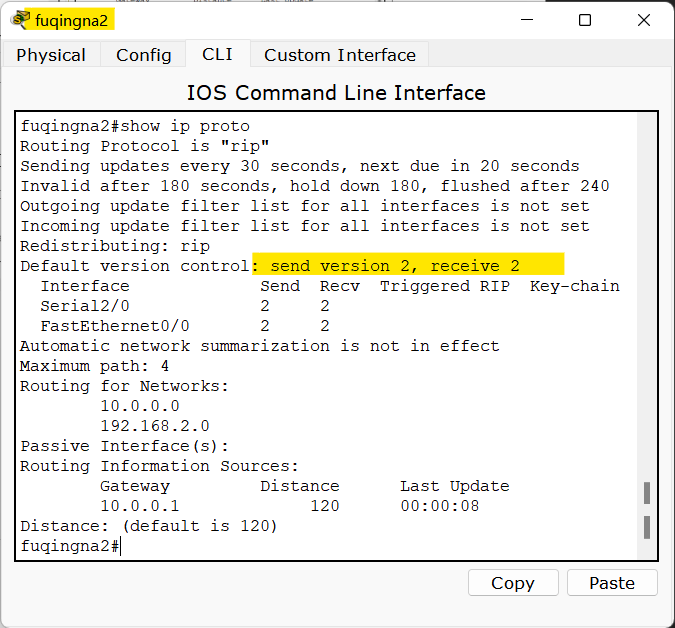 fuqingna2
Physical Config CLI Custom Interface
IOS Command Line Interface
fuqingna2#show ip proto
Routing Protocol is "rip"
Sending updates every 30 seconds, next due in 20 seconds
Invalid after 180 seconds, hold down 180, flushed after 240
Outgoing update filter list for all interfaces is not set
Incoming update filter list for all interfaces is not set
Redistributing: rip
Default version control: send version 2, receive 2
Interface Send Recv Triggered RIP Key-chain
Serial2/0 2 2
FastEthernet0/0 2 2
Automatic network summarization is not in effect
Maximum path: 4
Routing for Networks:
10.0.0.0
192.168.2.0
Passive Interface(s):
Routing Information Sources:
Gateway Distance Last Update
10.0.0.1 120 00:00:08
Distance: (default is 120)
fuqingna2#
Copy Paste